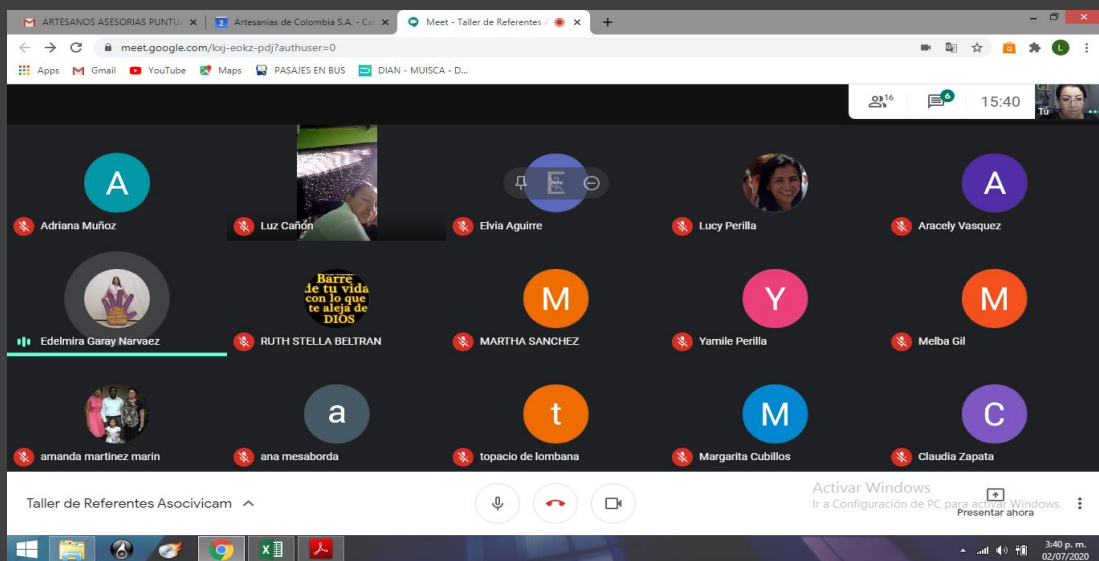 ARTESANOS ASESORIAS PUNTU
Artesanias de Colombia S.A. - Ca
Meet - Taller de Referentes A
meet.google.com/kxj-eokz-pdj?authuser=0
Apps
Gmail
YouTube
Maps
PASAJES EN BUS
DIAN - MUISCA - D...
16
6
15:40
Tú
A
Adriana Muñoz
Luz Cañón
E
Elvia Aguirre
Lucy Perilla
A
Aracely Vasquez
Edelmira Garay Narvaez
Barre
de tu vida
con lo que
te aleja de
DIOS
RUTH STELLA BELTRAN
M
MARTHA SANCHEZ
Y
Yamile Perilla
M
Melba Gil
amanda martinez marin
a
ana mesaborda
t
topacio de lombana
M
Margarita Cubillos
C
Claudia Zapata
Taller de Referentes Asocivicam
Activar Windows
Ir a Configuración de PC para activar Windows.
Presentar ahora
3:40 p. m.
02/07/2020